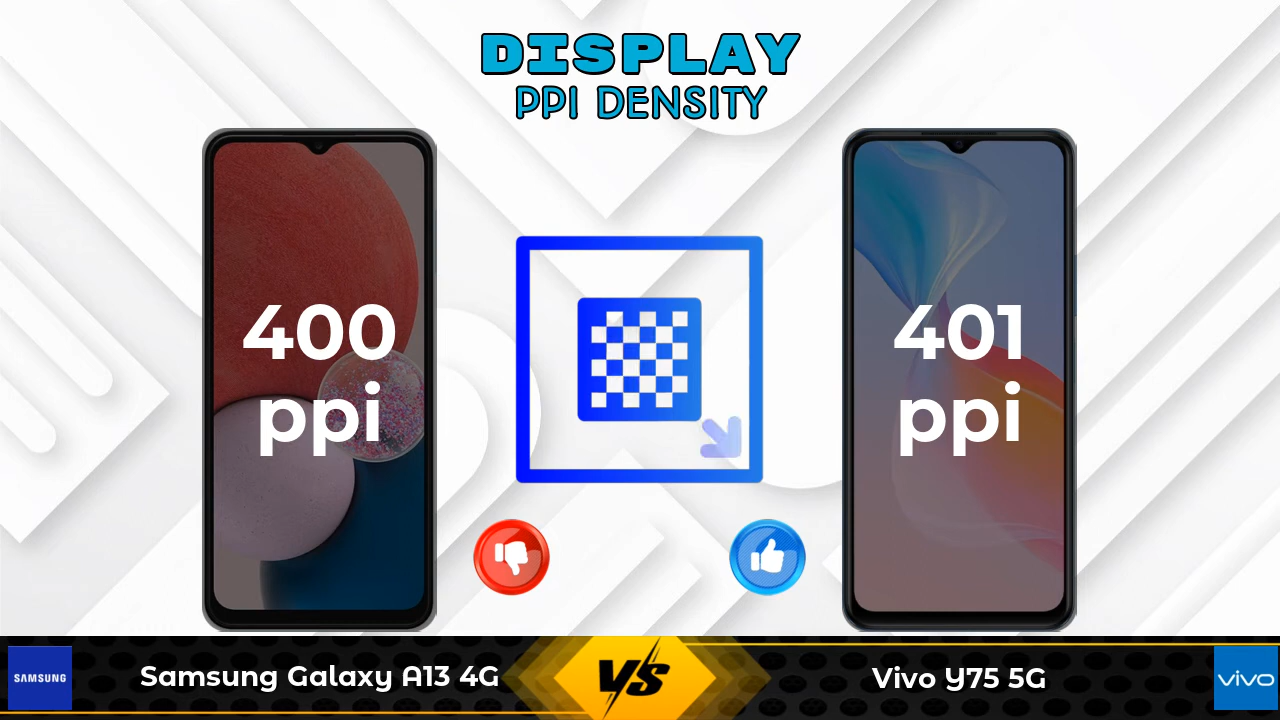 DISPLAY
PPI DENSITY
400
ppi
401
ppi
SAMSUNG
Samsung Galaxy A13 4G
VS
Vivo Y75 5G
vivo